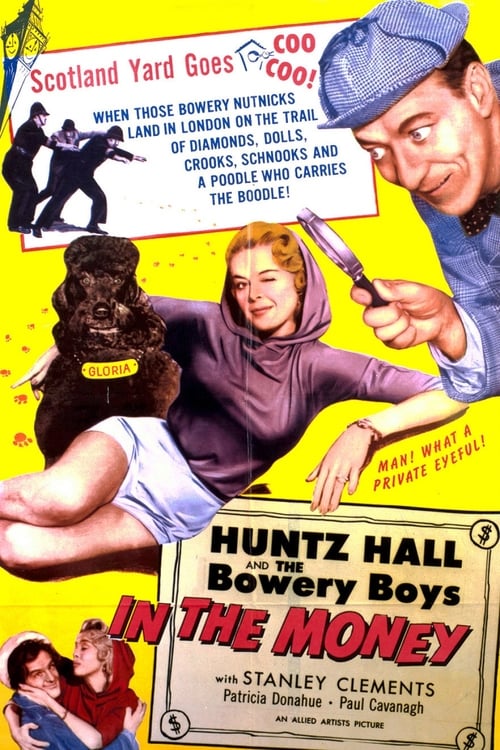 Scotland Yard Goes COO
COO!
WHEN THOSE BOWERY NUTNICKS
LAND IN LONDON ON THE TRAIL
OF DIAMONDS, DOLLS,
CROOKS, SCHNOOKS AND
A POODLE WHO CARRIES
THE BOODLE!
GLORIA
MAN! WHAT A
PRIVATE EYEFUL!
$
HUNTZ HALL
AND THE
Bowery Boys
IN THE MONEY
with STANLEY CLEMENTS
Patricia Donahue • Paul Cavanagh
AN ALLIED ARTISTS PICTURE
$ $